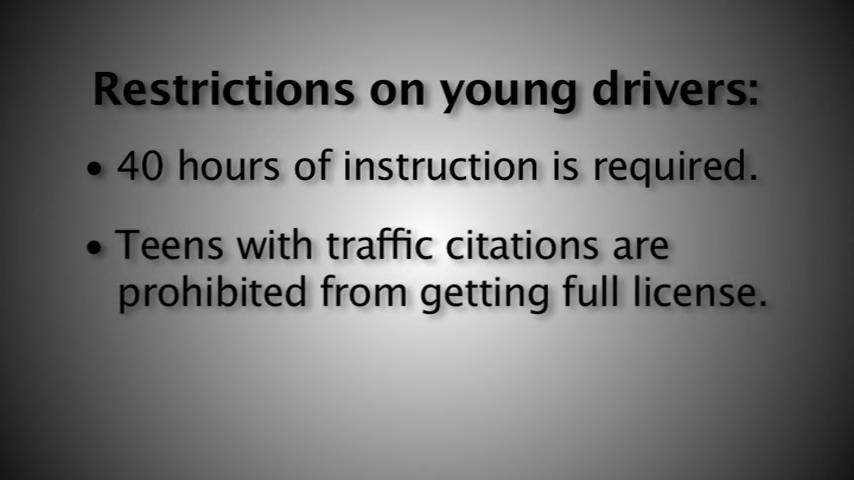 Restrictions on young drivers:
• 40 hours of instruction is required.
• Teens with traffic citations are
prohibited from getting full license.